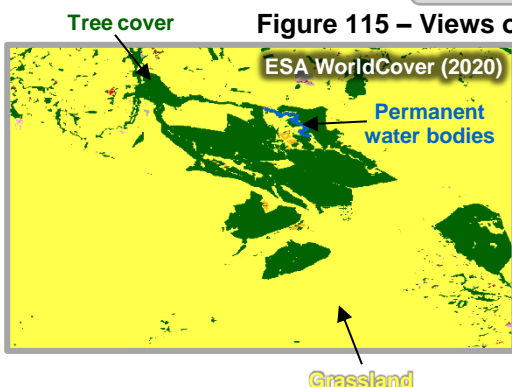 Tree cover
Figure 115 – Views o
ESA WorldCover (2020)
Permanent
water bodies
Grassland